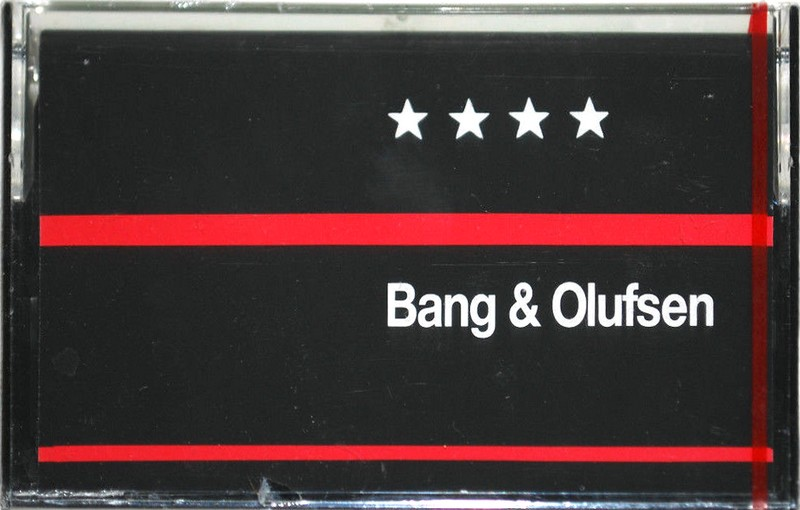 ★ ★ ★ ★
Bang & Olufsen